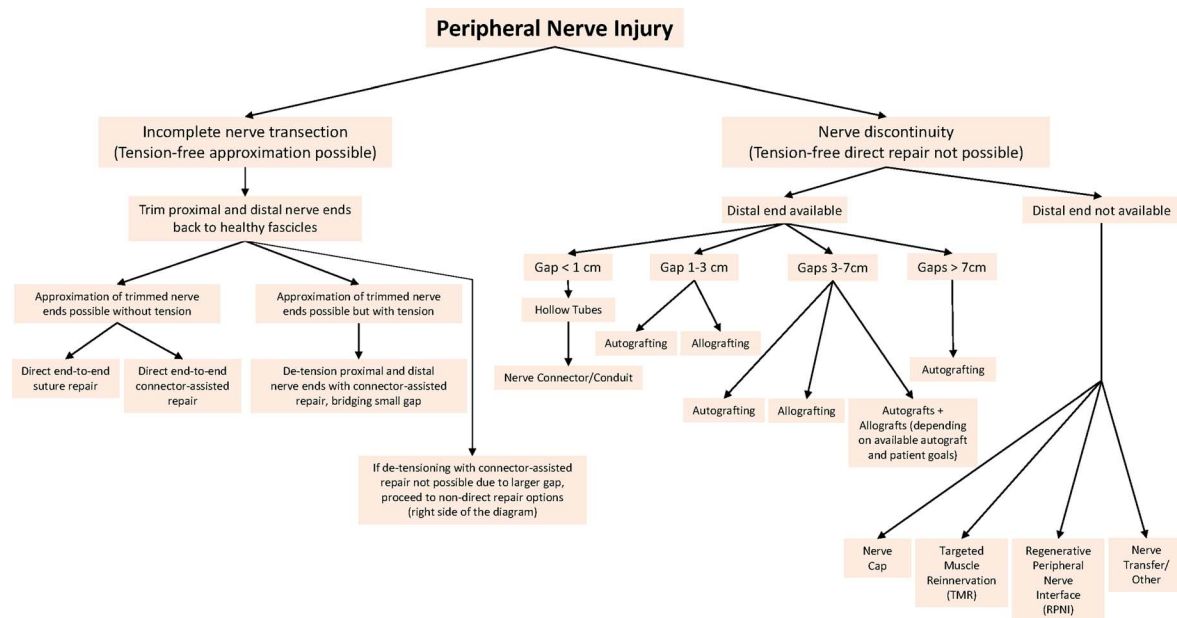 Peripheral Nerve Injury
Incomplete nerve transection
(Tension-free approximation possible)
Nerve discontinuity
(Tension-free direct repair not possible)
Trim proximal and distal nerve ends
back to healthy fascicles
Distal end available
Distal end not available
Gap < 1 cm
Gap 1-3 cm
Gaps 3-7cm
Gaps > 7cm
Approximation of trimmed nerve
ends possible without tension
Approximation of trimmed nerve
ends possible but with tension
Hollow Tubes
Autografting
Allografting
Direct end-to-end
suture repair
Direct end-to-end
connector-assisted
repair
De-tension proximal and distal
nerve ends with connector-assisted
repair, bridging small gap
Nerve Connector/Conduit
Autografting
Autografting
Allografting
Autografts +
Allografts (depending
on available autograft
and patient goals)
If de-tensioning with connector-assisted
repair not possible due to larger gap,
proceed to non-direct repair options
(right side of the diagram)
Nerve
Cap
Targeted
Muscle
Reinnervation
(TMR)
Regenerative
Peripheral
Nerve
Interface
(RPNI)
Nerve
Transfer/
Other